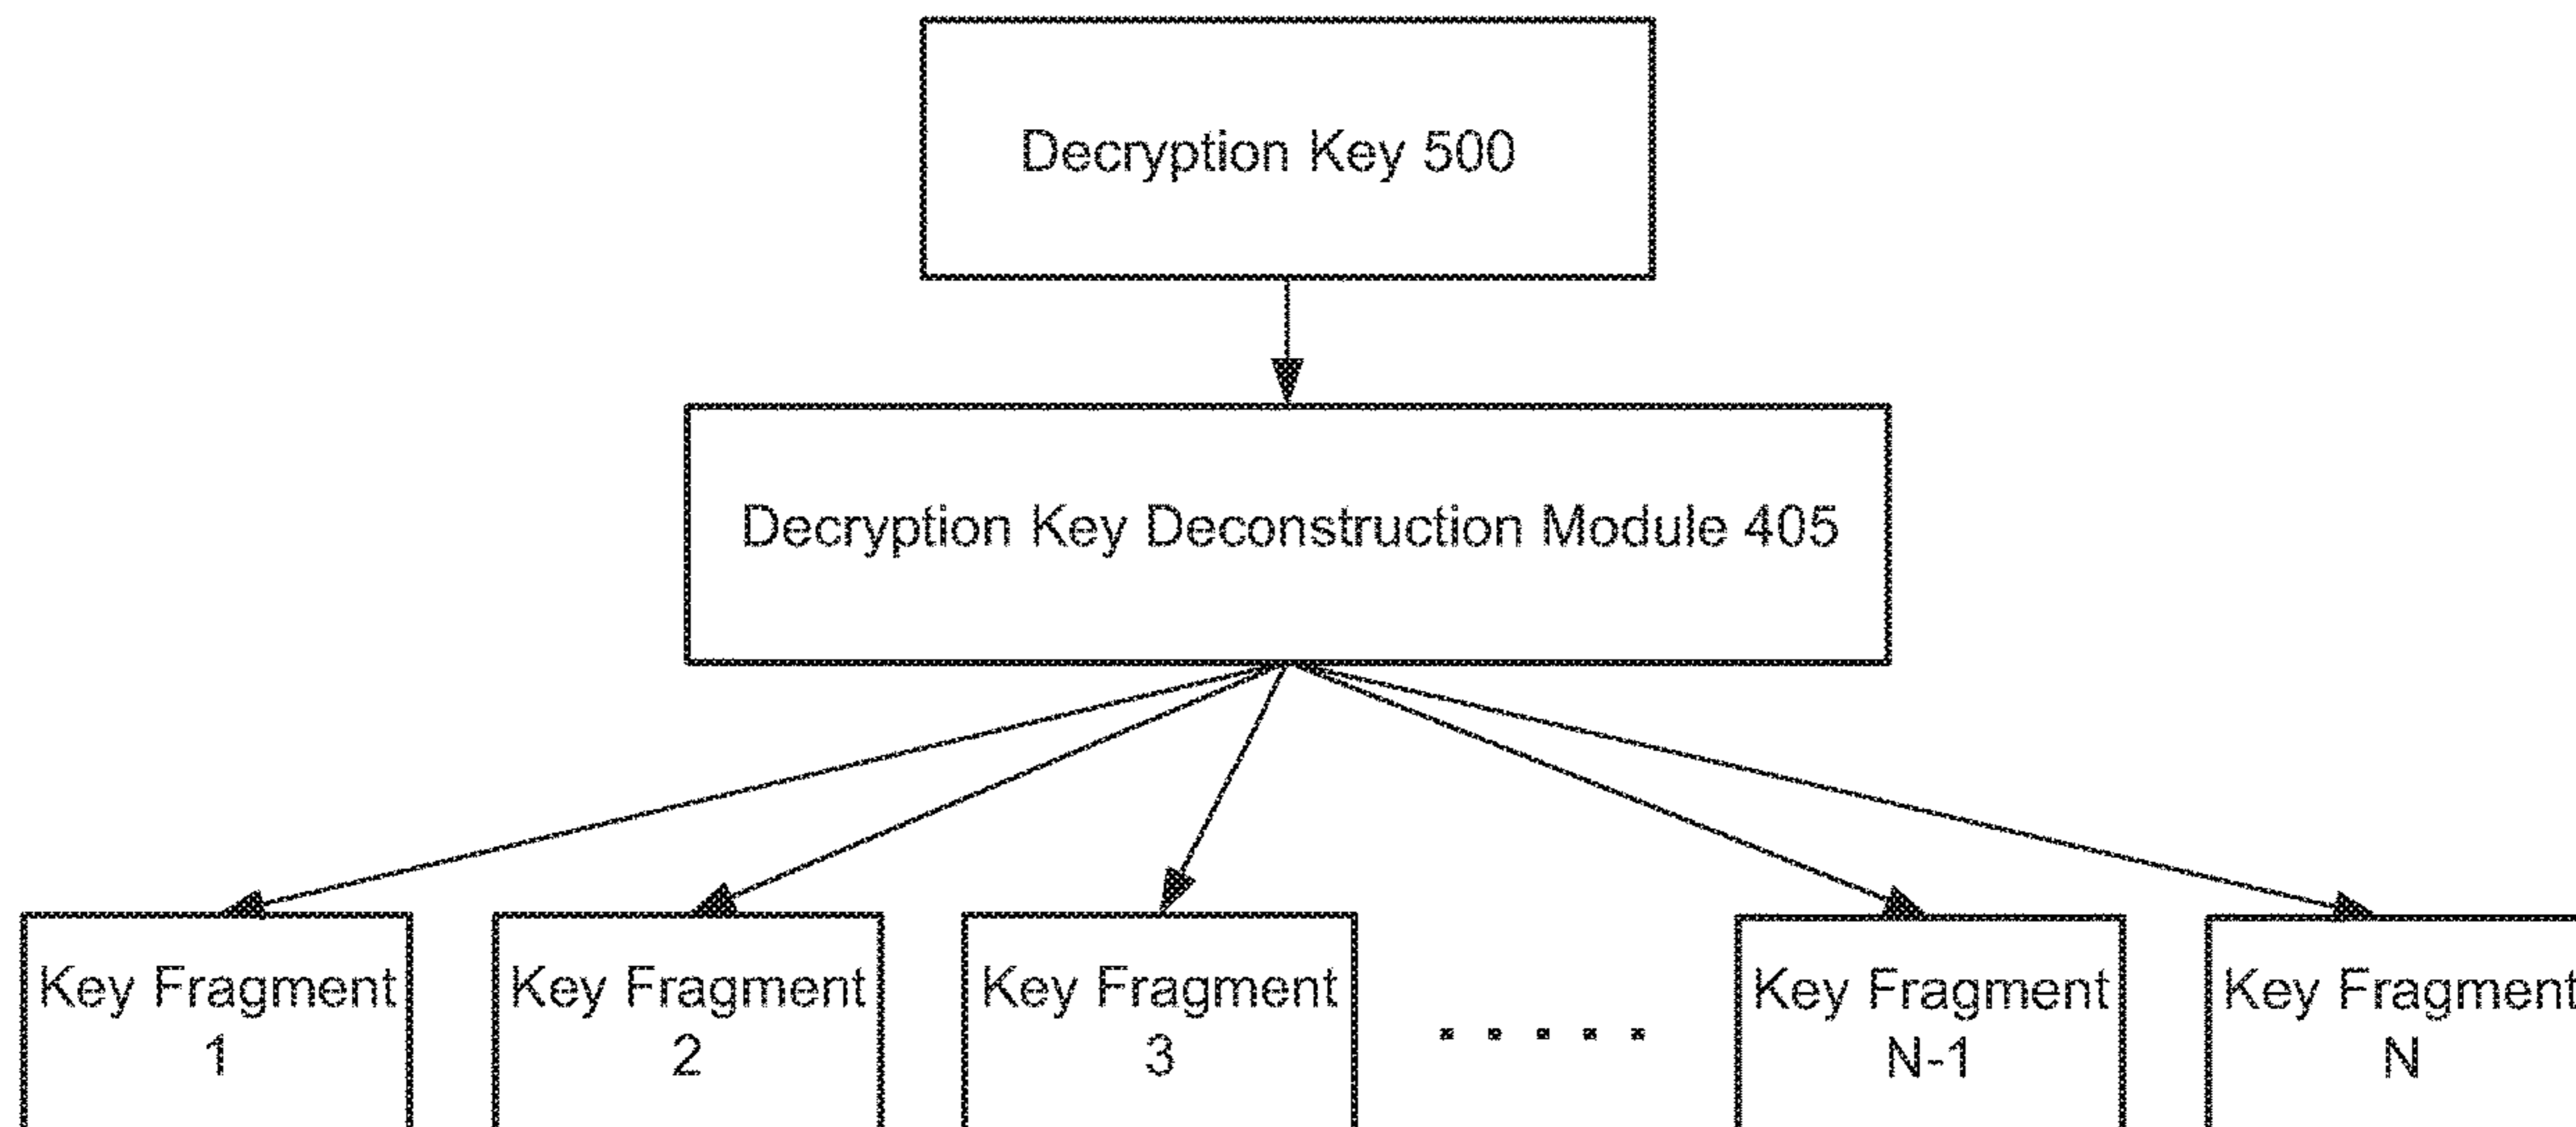 Decryption Key 500
Decryption Key Deconstruction Module 405
Key Fragment
1
Key Fragment
2
Key Fragment
3
.....
Key Fragment
N-1
Key Fragment
N